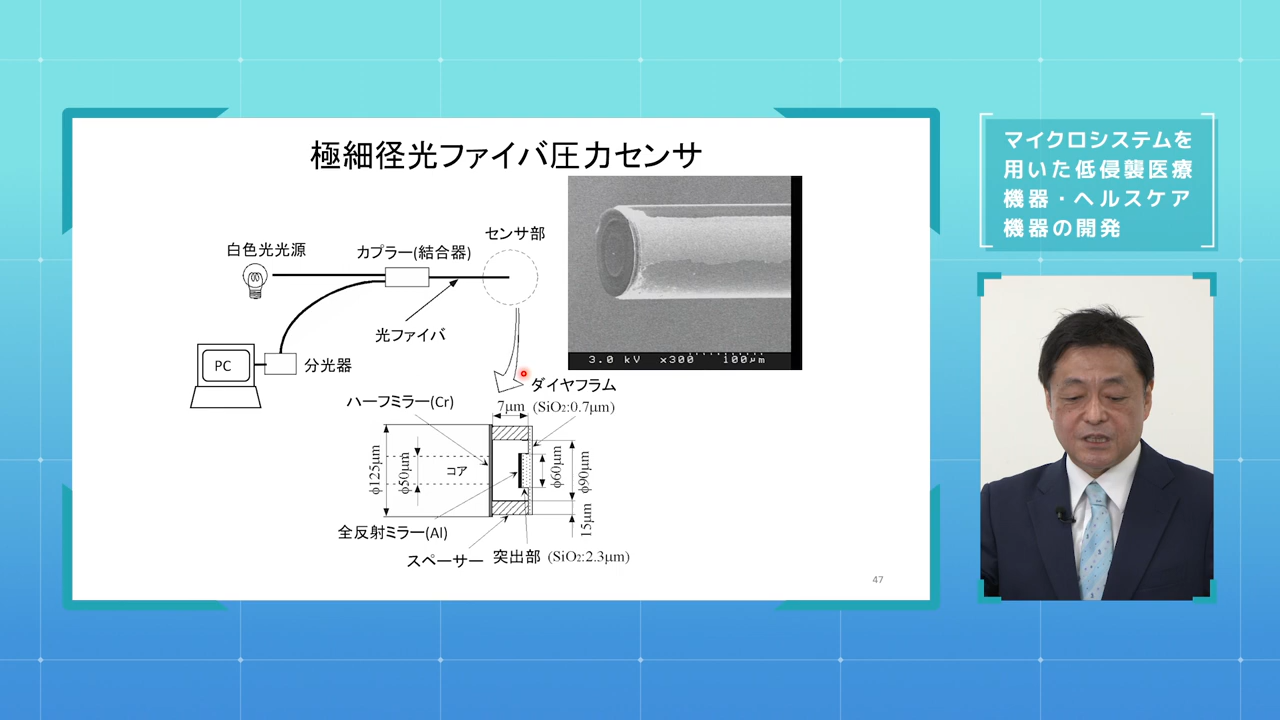 極細径光ファイバ圧力センサ
マイクロシステムを
用いた低侵襲医療
機器・ヘルスケア
機器の開発
白色光光源
カプラー(結合器)
センサ部
光ファイバ
PC
分光器
3.0 kV x300 100μm
ダイヤフラム
(SiO₂:0.7μm)
ハーフミラー(Cr)
7μm
φ125μm
φ50μm
コア
φ60μm
φ90μm
15μm
全反射ミラー(Al)
スペーサー
突出部 (SiO₂:2.3μm)
47